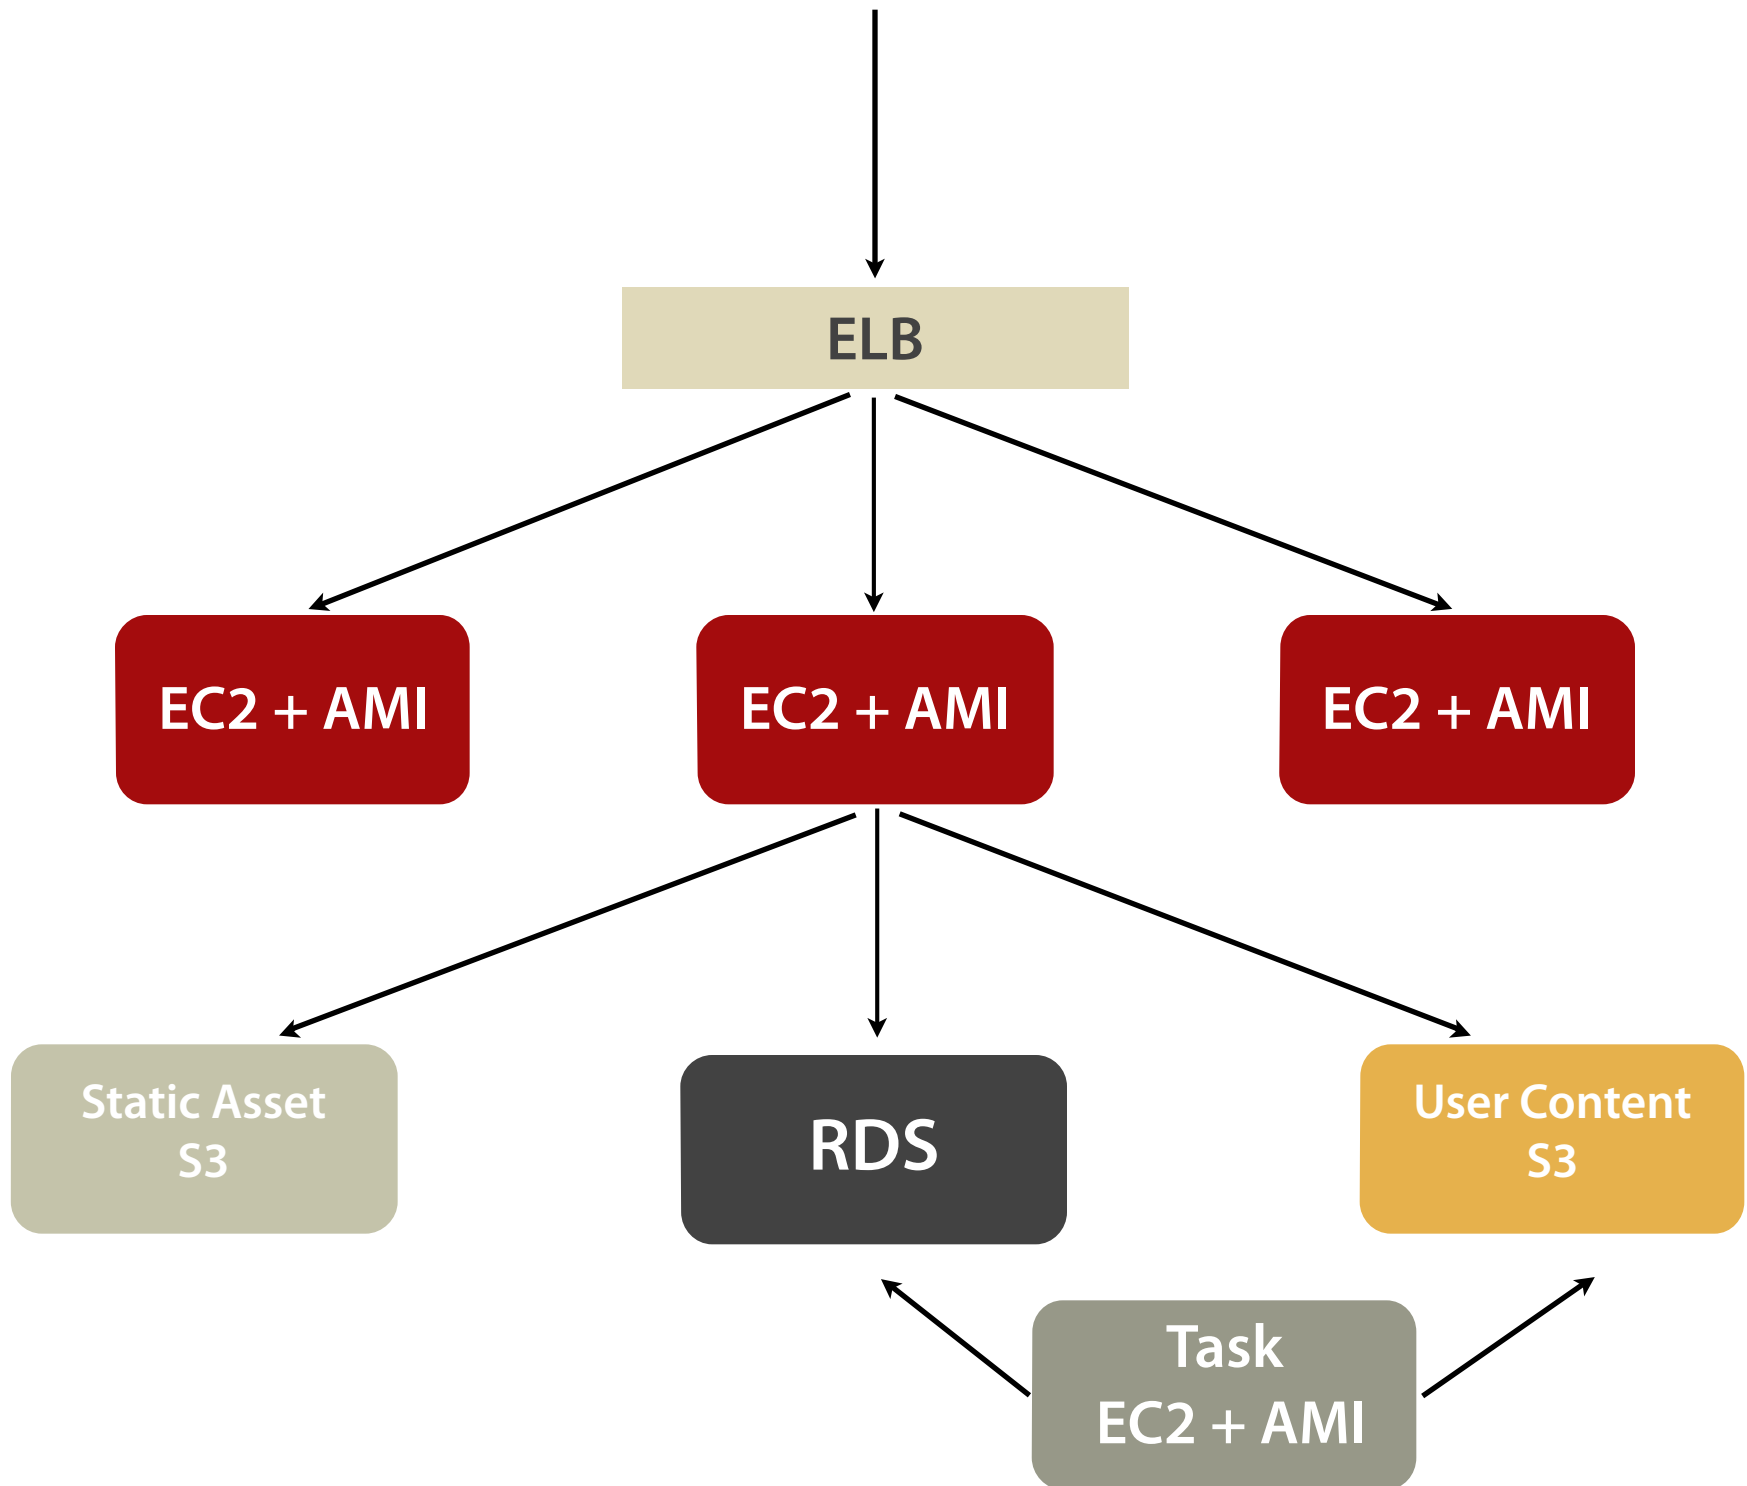 ELB
EC2 + AMI
EC2 + AMI
EC2 + AMI
Static Asset
S3
RDS
User Content
S3
Task
EC2 + AMI